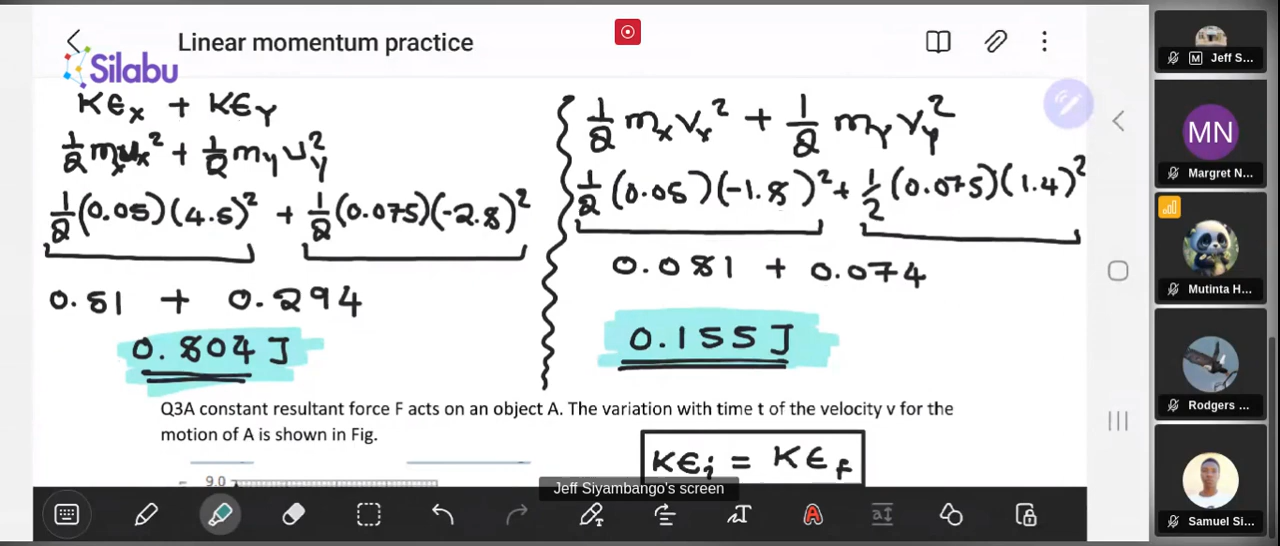 Linear momentum practice
Silabu
KEx + KEY
½mxux² + ½mYuY²
½(0.05)(4.5)² + ½(0.075)(-2.8)²
0.51 + 0.294
0.804 J
½mxvx² + ½mYvY²
½(0.05)(-1.8)² + ½(0.075)(1.4)²
0.081 + 0.074
0.155 J
Q3A constant resultant force F acts on an object A. The variation with time t of the velocity v for the
motion of A is shown in Fig.
KEi = KEf
9.0
Jeff Siyambango's screen
M Jeff S...
MN
Margret N...
Mutinta H...
Rodgers ...
Samuel Si...